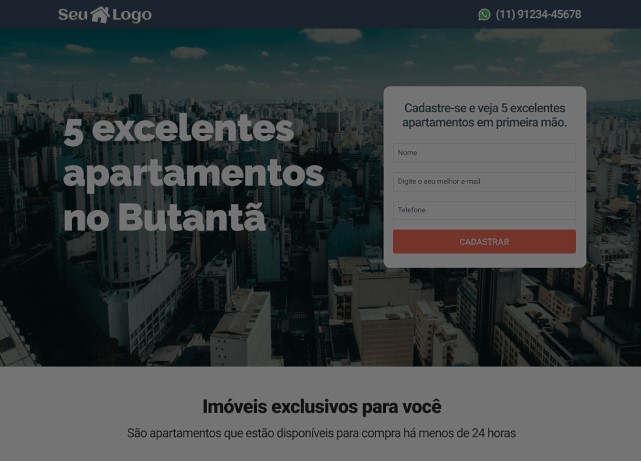 Seu Logo
(11) 91234-45678
5 excelentes
apartamentos
no Butantã
Cadastre-se e veja 5 excelentes
apartamentos em primeira mão.
Nome
Digite o seu melhor e-mail
Telefone
CADASTRAR
Imóveis exclusivos para você
São apartamentos que estão disponíveis para compra há menos de 24 horas